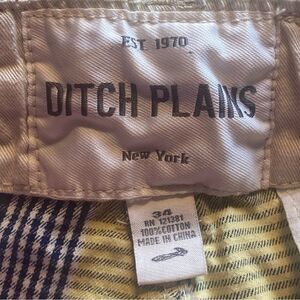 EST 1970
DITCH PLAINS
New York
34
RN 121381
100%COTTON
MADE IN CHINA